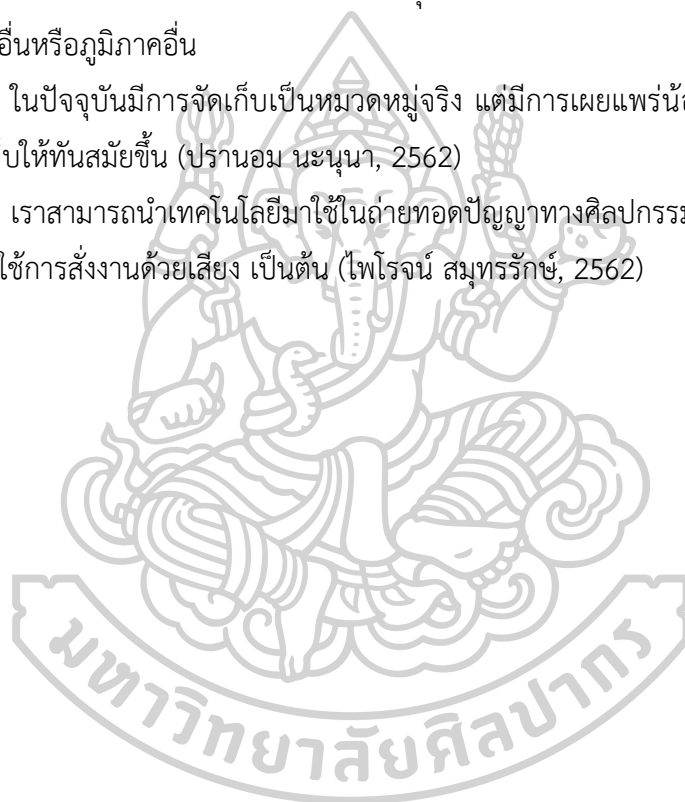 อื่นหรือภูมิภาคอื่น
ในปัจจุบันมีการจัดเก็บเป็นหมวดหมู่จริง แต่มีการเผยแพร่
ให้ทันสมัยขึ้น (ปรานอม นะนุนา, 2562)
เราสามารถนำเทคโนโลยีมาใช้ในถ่ายทอดปัญญาทางศิลปกรรม
ใช้การสั่งงานด้วยเสียง เป็นต้น (ไพโรจน์ สมุทรรักษ์, 2562)
มหาวิทยาลัยศิลปากร